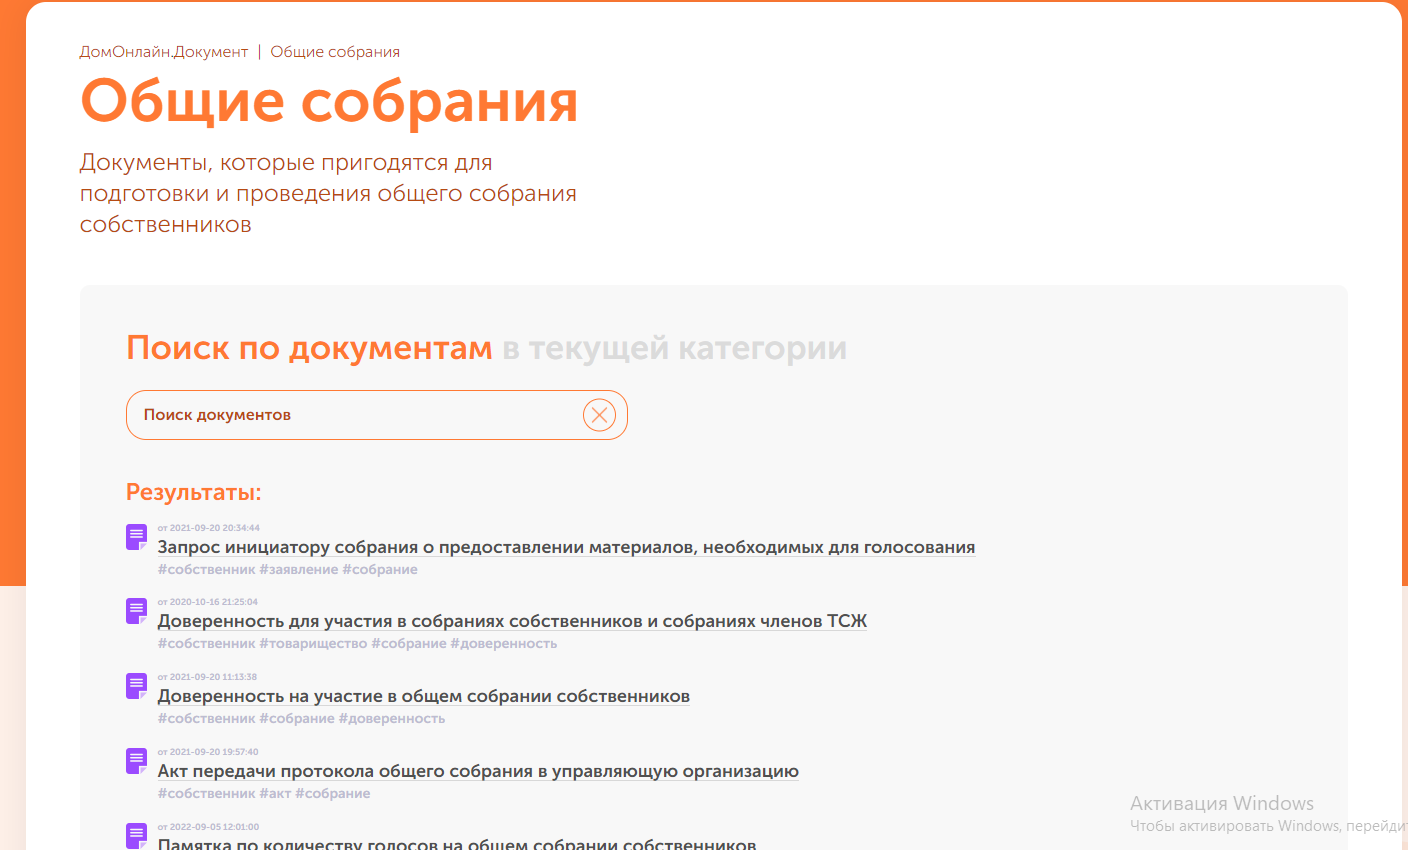 ДомОнлайн.Документ | Общие собрания
Общие собрания
Документы, которые пригодятся для
подготовки и проведения общего собрания
собственников
Поиск по документам в текущей категории
Поиск документов
Результаты:
от 2021-09-20 20:34:44
Запрос инициатору собрания о предоставлении материалов, необходимых для голосования
#собственник #заявление #собрание
от 2020-10-16 21:25:04
Доверенность для участия в собраниях собственников и собраниях членов ТСЖ
#собственник #товарищество #собрание #доверенность
от 2021-09-20 11:13:38
Доверенность на участие в общем собрании собственников
#собственник #собрание #доверенность
от 2021-09-20 19:57:40
Акт передачи протокола общего собрания в управляющую организацию
#собственник #акт #собрание
от 2022-09-05 12:01:00
Памятка по количеству голосов на общем собрании собственников
Активация Windows
Чтобы активировать Windows, перейди